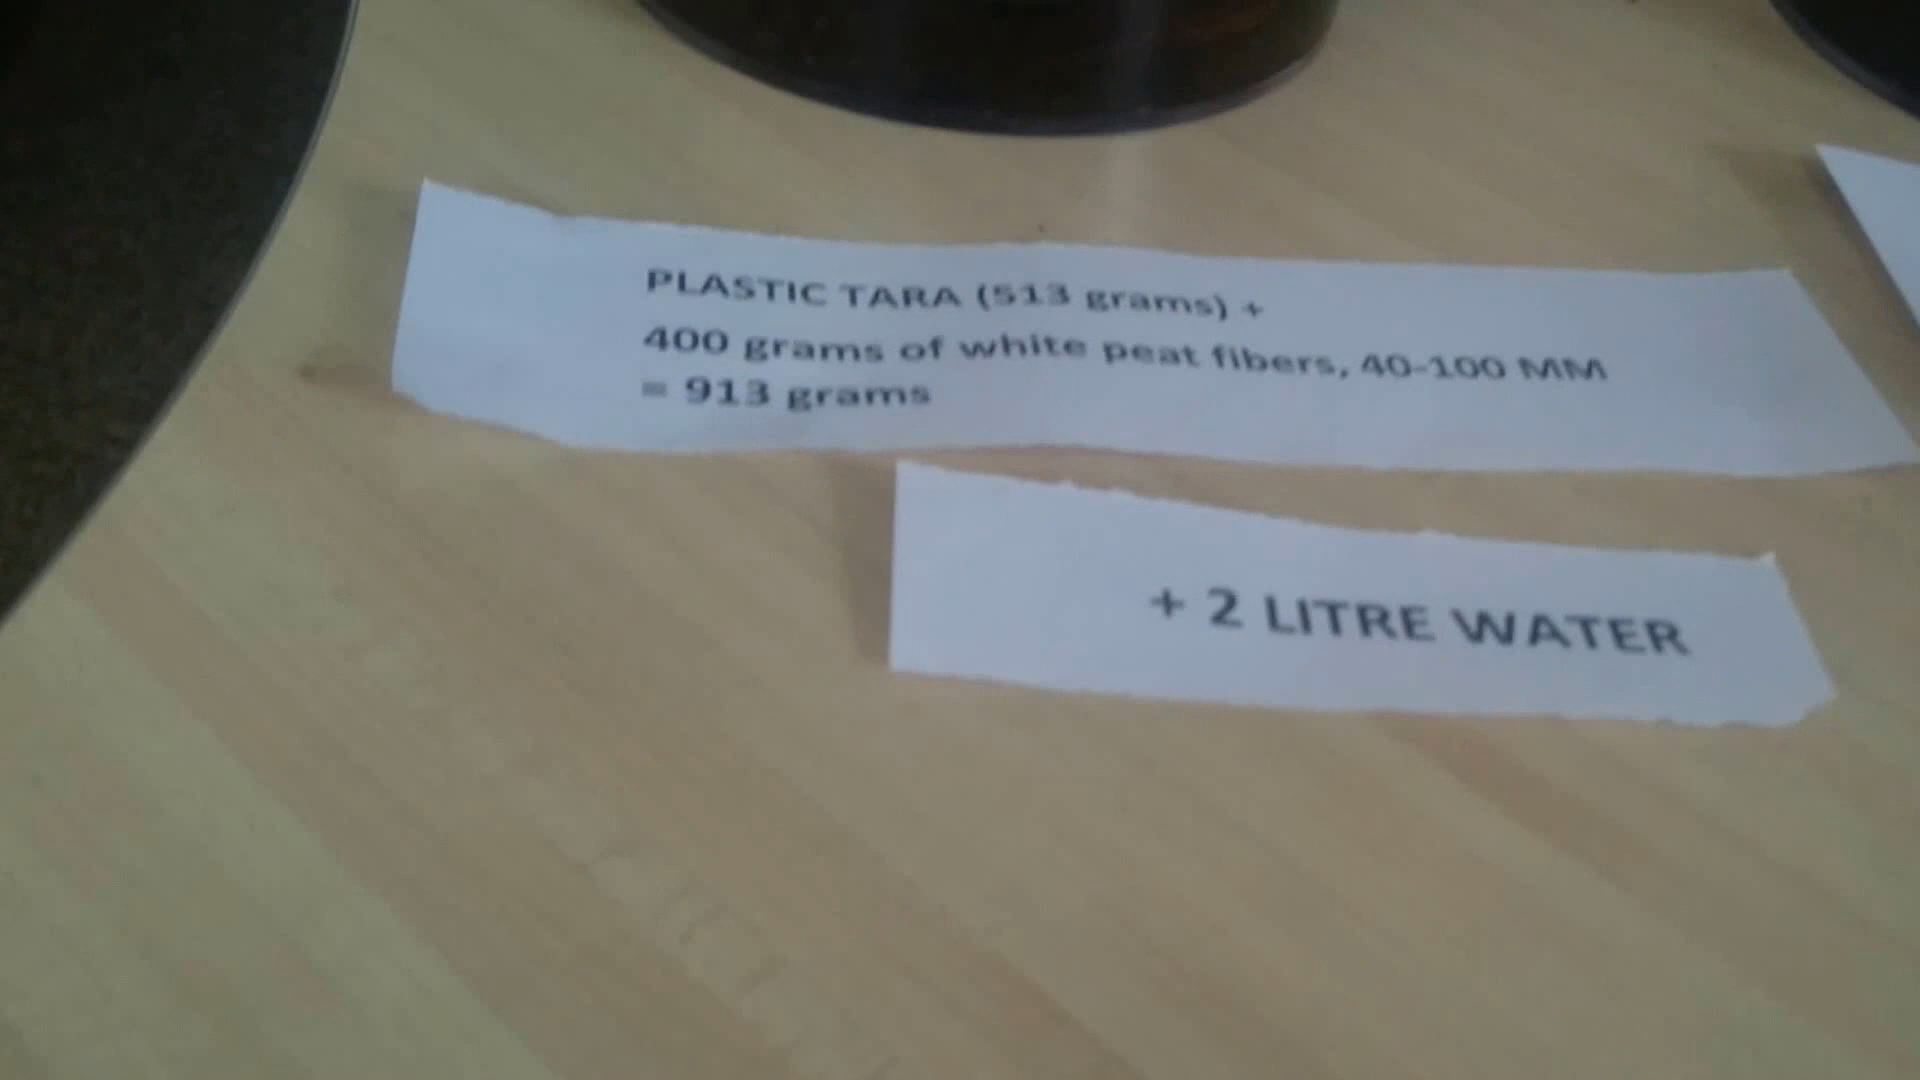 PLASTIC TARA (513 grams) +
400 grams of white peat fibers, 40-100 MM
= 913 grams
+ 2 LITRE WATER